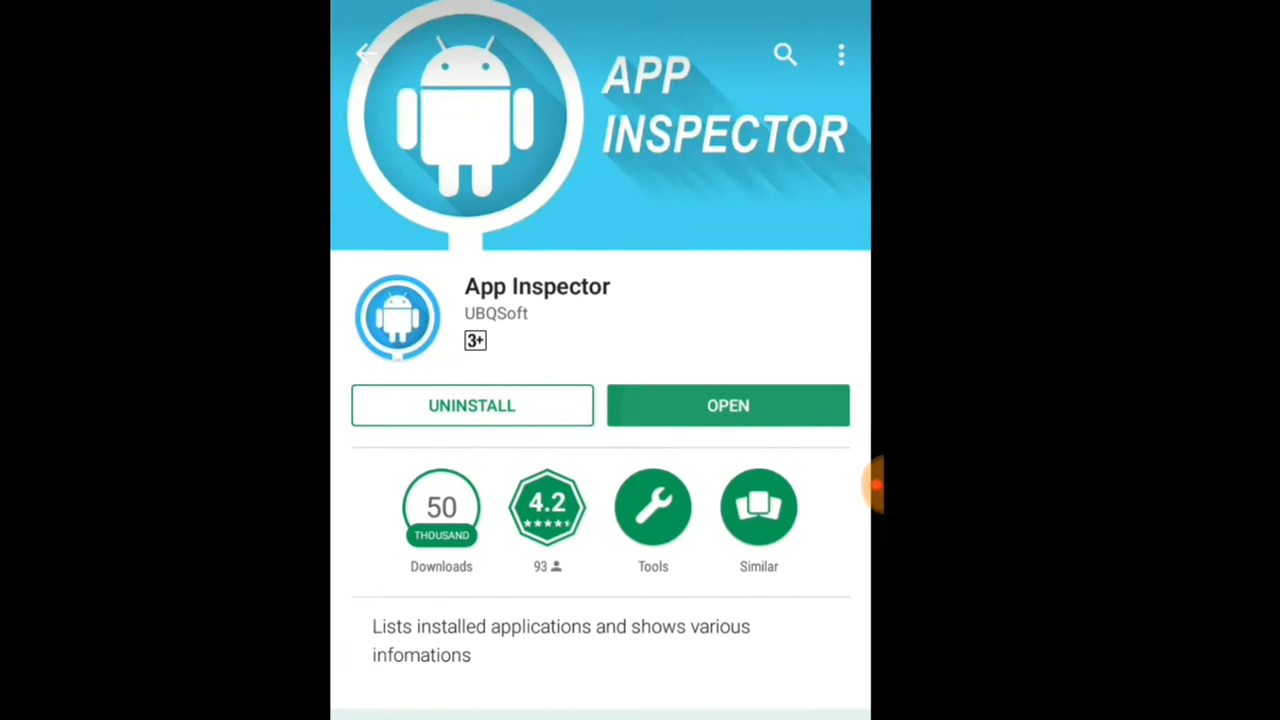 APP
INSPECTOR
App Inspector
UBQSoft
3+
UNINSTALL
OPEN
50
THOUSAND
4.2
Downloads
93
Tools
Similar
Lists installed applications and shows various
infomations